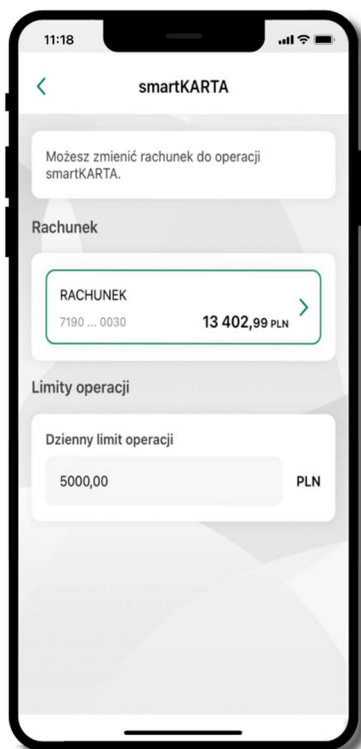 11:18
smartKARTA
Możesz zmienić rachunek do operacji
smartKARTA.
Rachunek
RACHUNEK
7190 ... 0030
13 402,99 PLN
Limity operacji
Dzienny limit operacji
5000,00
PLN